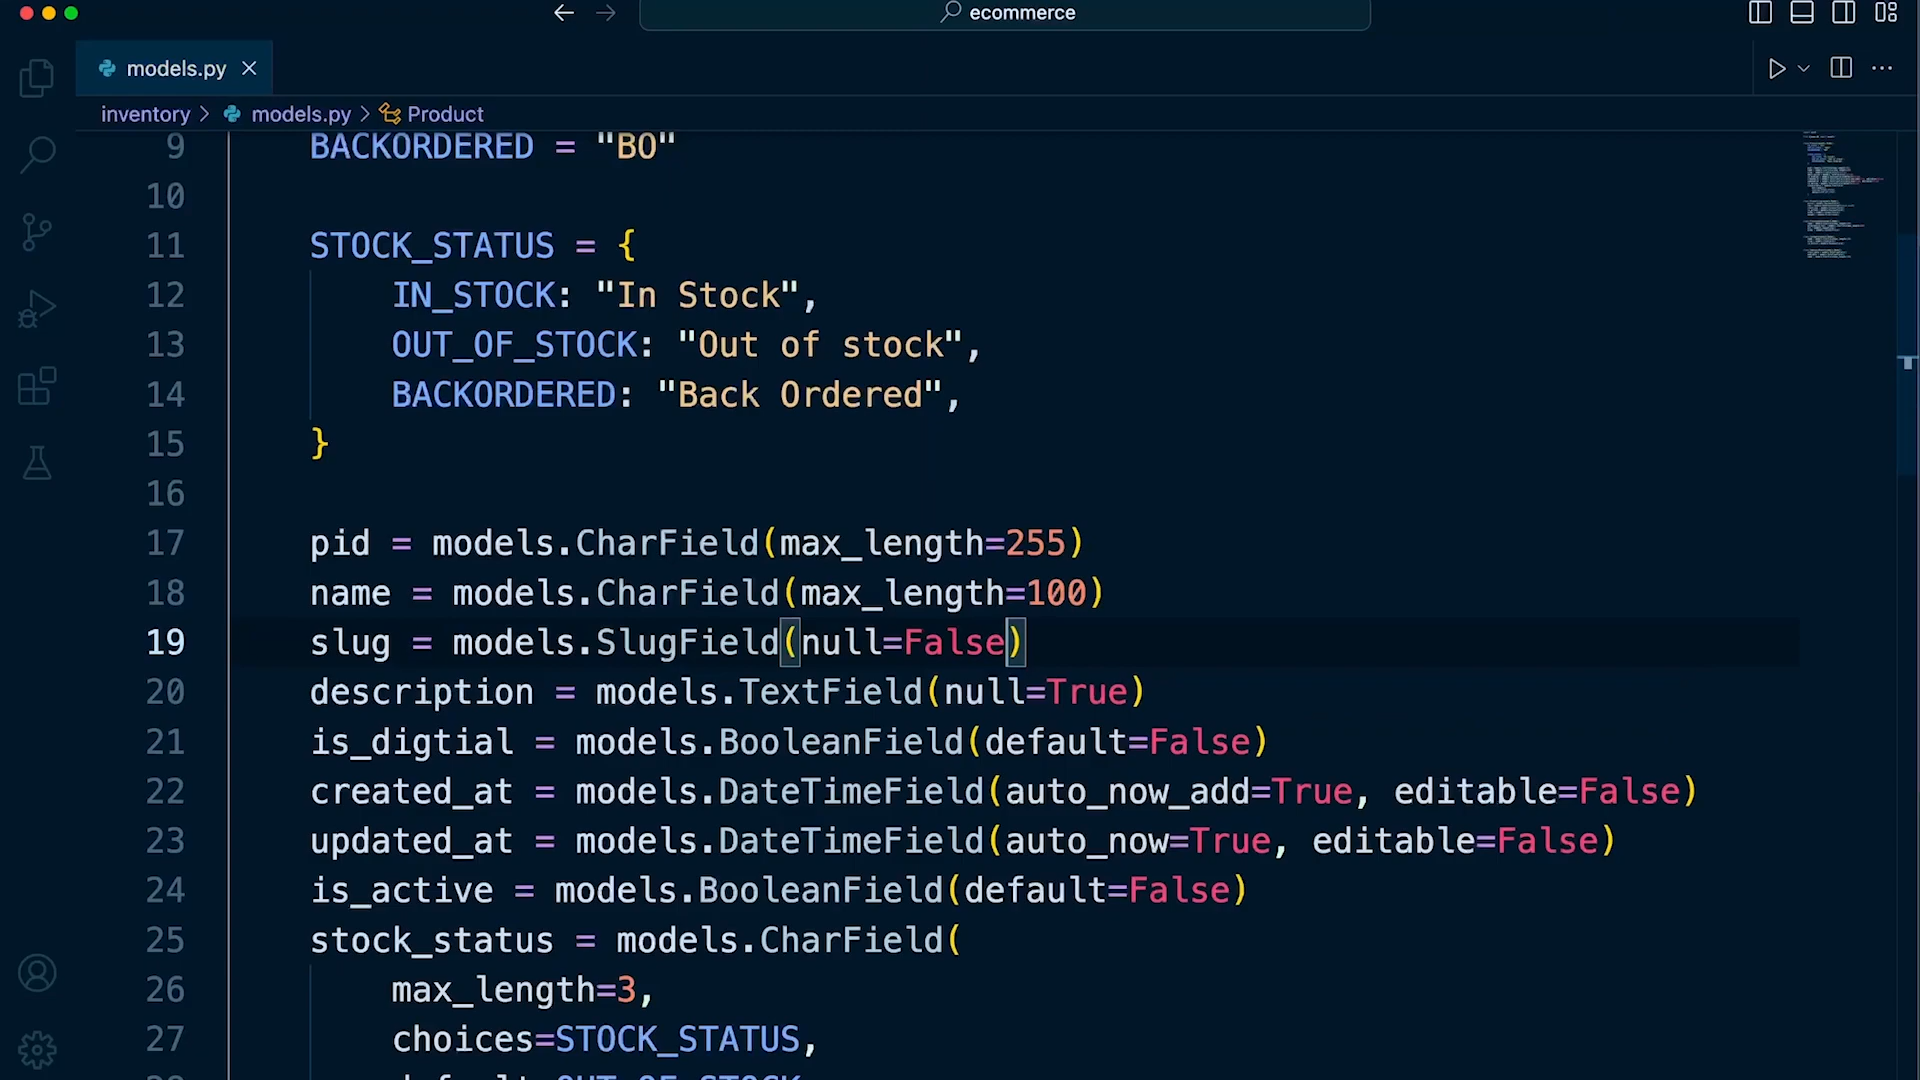 ecommerce
models.py
inventory > models.py > Product
9 BACKORDERED = "BO"
10
11 STOCK_STATUS = {
12 IN_STOCK: "In Stock",
13 OUT_OF_STOCK: "Out of stock",
14 BACKORDERED: "Back Ordered",
15 }
16
17 pid = models.CharField(max_length=255)
18 name = models.CharField(max_length=100)
19 slug = models.SlugField(null=False)
20 description = models.TextField(null=True)
21 is_digtial = models.BooleanField(default=False)
22 created_at = models.DateTimeField(auto_now_add=True, editable=False)
23 updated_at = models.DateTimeField(auto_now=True, editable=False)
24 is_active = models.BooleanField(default=False)
25 stock_status = models.CharField(
26 max_length=3,
27 choices=STOCK_STATUS,